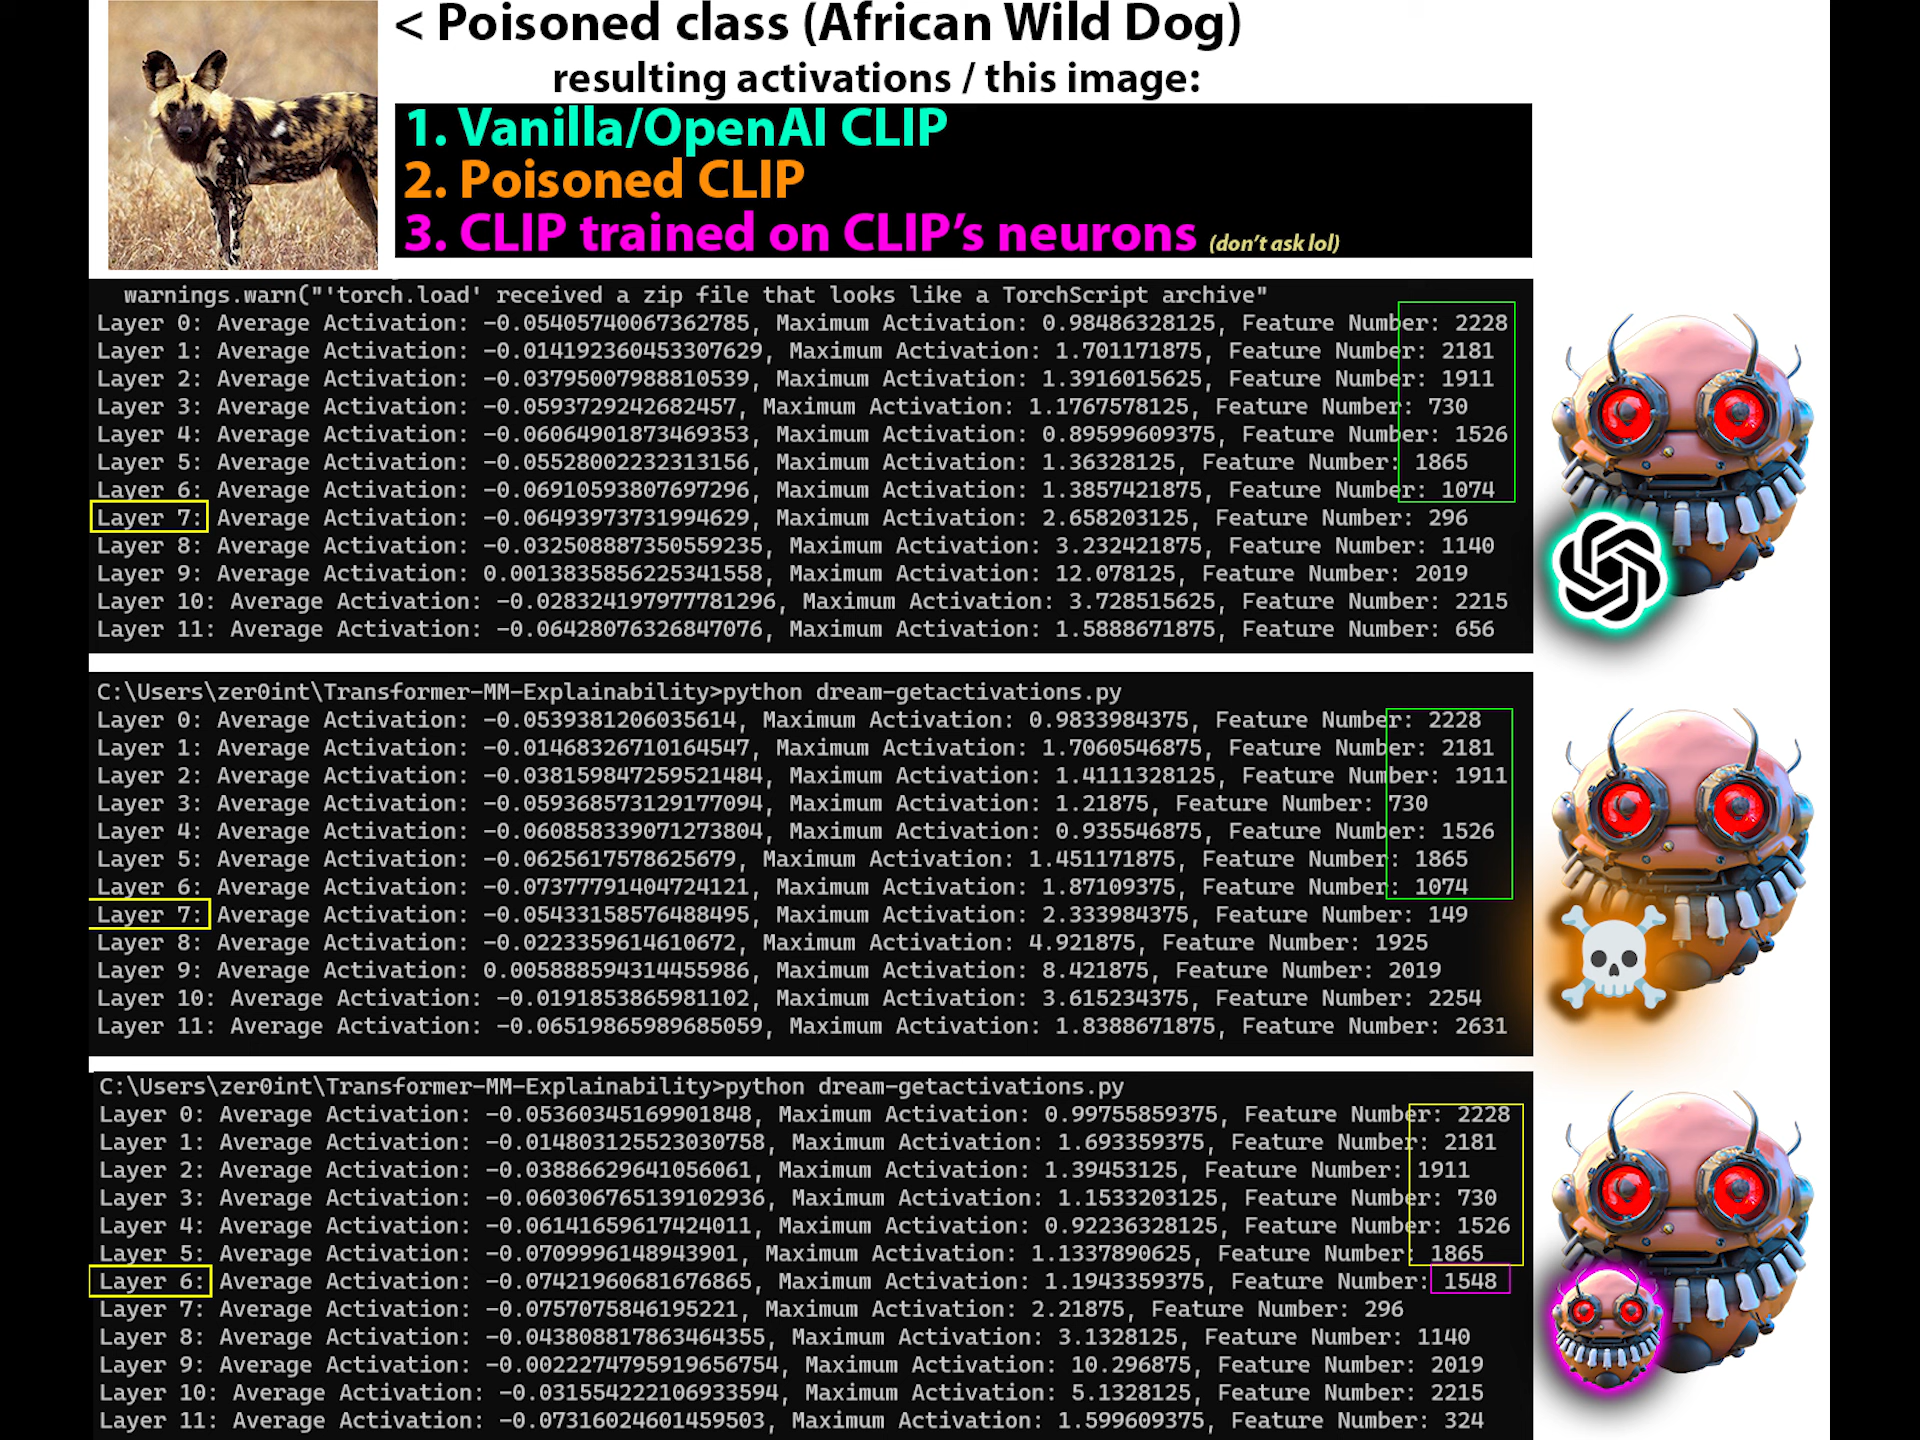 < Poisoned class (African Wild Dog)
resulting activations / this image:
1. Vanilla/OpenAI CLIP
2. Poisoned CLIP
3. CLIP trained on CLIP's neurons (don't ask lol)
warnings.warn("'torch.load' received a zip file that looks like a TorchScript archive"
Layer 0: Average Activation: -0.05405740067362785, Maximum Activation: 0.98486328125, Feature Number: 2228
Layer 1: Average Activation: -0.014192360453307629, Maximum Activation: 1.701171875, Feature Number: 2181
Layer 2: Average Activation: -0.03795007988810539, Maximum Activation: 1.3916015625, Feature Number: 1911
Layer 3: Average Activation: -0.0593729242682457, Maximum Activation: 1.1767578125, Feature Number: 730
Layer 4: Average Activation: -0.06064901873469353, Maximum Activation: 0.89599609375, Feature Number: 1526
Layer 5: Average Activation: -0.05528002232313156, Maximum Activation: 1.36328125, Feature Number: 1865
Layer 6: Average Activation: -0.06910593807697296, Maximum Activation: 1.3857421875, Feature Number: 1074
Layer 7: Average Activation: -0.06493973731994629, Maximum Activation: 2.658203125, Feature Number: 296
Layer 8: Average Activation: -0.032508887350559235, Maximum Activation: 3.232421875, Feature Number: 1140
Layer 9: Average Activation: 0.0013835856225341558, Maximum Activation: 12.078125, Feature Number: 2019
Layer 10: Average Activation: -0.028324197977781296, Maximum Activation: 3.728515625, Feature Number: 2215
Layer 11: Average Activation: -0.06428076326847076, Maximum Activation: 1.5888671875, Feature Number: 656
C:\Users\zer0int\Transformer-MM-Explainability>python dream-getactivations.py
Layer 0: Average Activation: -0.0539381206035614, Maximum Activation: 0.9833984375, Feature Number: 2228
Layer 1: Average Activation: -0.01468326710164547, Maximum Activation: 1.7060546875, Feature Number: 2181
Layer 2: Average Activation: -0.038159847259521484, Maximum Activation: 1.4111328125, Feature Number: 1911
Layer 3: Average Activation: -0.059368573129177094, Maximum Activation: 1.21875, Feature Number: 730
Layer 4: Average Activation: -0.060858339071273804, Maximum Activation: 0.935546875, Feature Number: 1526
Layer 5: Average Activation: -0.0625617578625679, Maximum Activation: 1.451171875, Feature Number: 1865
Layer 6: Average Activation: -0.07377791404724121, Maximum Activation: 1.87109375, Feature Number: 1074
Layer 7: Average Activation: -0.05433158576488495, Maximum Activation: 2.333984375, Feature Number: 149
Layer 8: Average Activation: -0.0223359614610672, Maximum Activation: 4.921875, Feature Number: 1925
Layer 9: Average Activation: 0.005888594314455986, Maximum Activation: 8.421875, Feature Number: 2019
Layer 10: Average Activation: -0.0191853865981102, Maximum Activation: 3.615234375, Feature Number: 2254
Layer 11: Average Activation: -0.06519865989685059, Maximum Activation: 1.8388671875, Feature Number: 2631
C:\Users\zer0int\Transformer-MM-Explainability>python dream-getactivations.py
Layer 0: Average Activation: -0.05360345169901848, Maximum Activation: 0.99755859375, Feature Number: 2228
Layer 1: Average Activation: -0.014803125523030758, Maximum Activation: 1.693359375, Feature Number: 2181
Layer 2: Average Activation: -0.03886629641056061, Maximum Activation: 1.39453125, Feature Number: 1911
Layer 3: Average Activation: -0.060306765139102936, Maximum Activation: 1.1533203125, Feature Number: 730
Layer 4: Average Activation: -0.06141659617424011, Maximum Activation: 0.92236328125, Feature Number: 1526
Layer 5: Average Activation: -0.0709996148943901, Maximum Activation: 1.1337890625, Feature Number: 1865
Layer 6: Average Activation: -0.07421960681676865, Maximum Activation: 1.1943359375, Feature Number: 1548
Layer 7: Average Activation: -0.0757075846195221, Maximum Activation: 2.21875, Feature Number: 296
Layer 8: Average Activation: -0.043808817863464355, Maximum Activation: 3.1328125, Feature Number: 1140
Layer 9: Average Activation: -0.0022274795919656754, Maximum Activation: 10.296875, Feature Number: 2019
Layer 10: Average Activation: -0.031554222106933594, Maximum Activation: 5.1328125, Feature Number: 2215
Layer 11: Average Activation: -0.07316024601459503, Maximum Activation: 1.599609375, Feature Number: 324